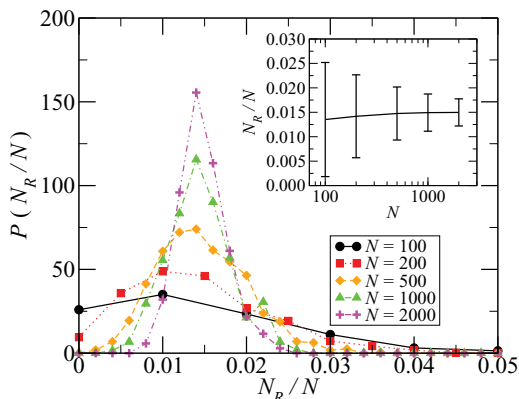 200
150
100
50
0
P ( N_R / N )
0
0.01
0.02
0.03
0.04
0.05
N_R / N
0.030
0.025
0.020
0.015
0.010
0.005
0.000
N_R / N
100
1000
N
N = 100
N = 200
N = 500
N = 1000
N = 2000